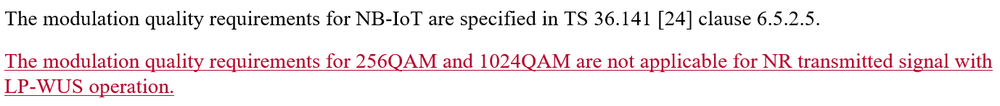 The modulation quality requirements for NB-IoT are specified in TS 36.141 [24] clause 6.5.2.5.
The modulation quality requirements for 256QAM and 1024QAM are not applicable for NR transmitted signal with
LP-WUS operation.